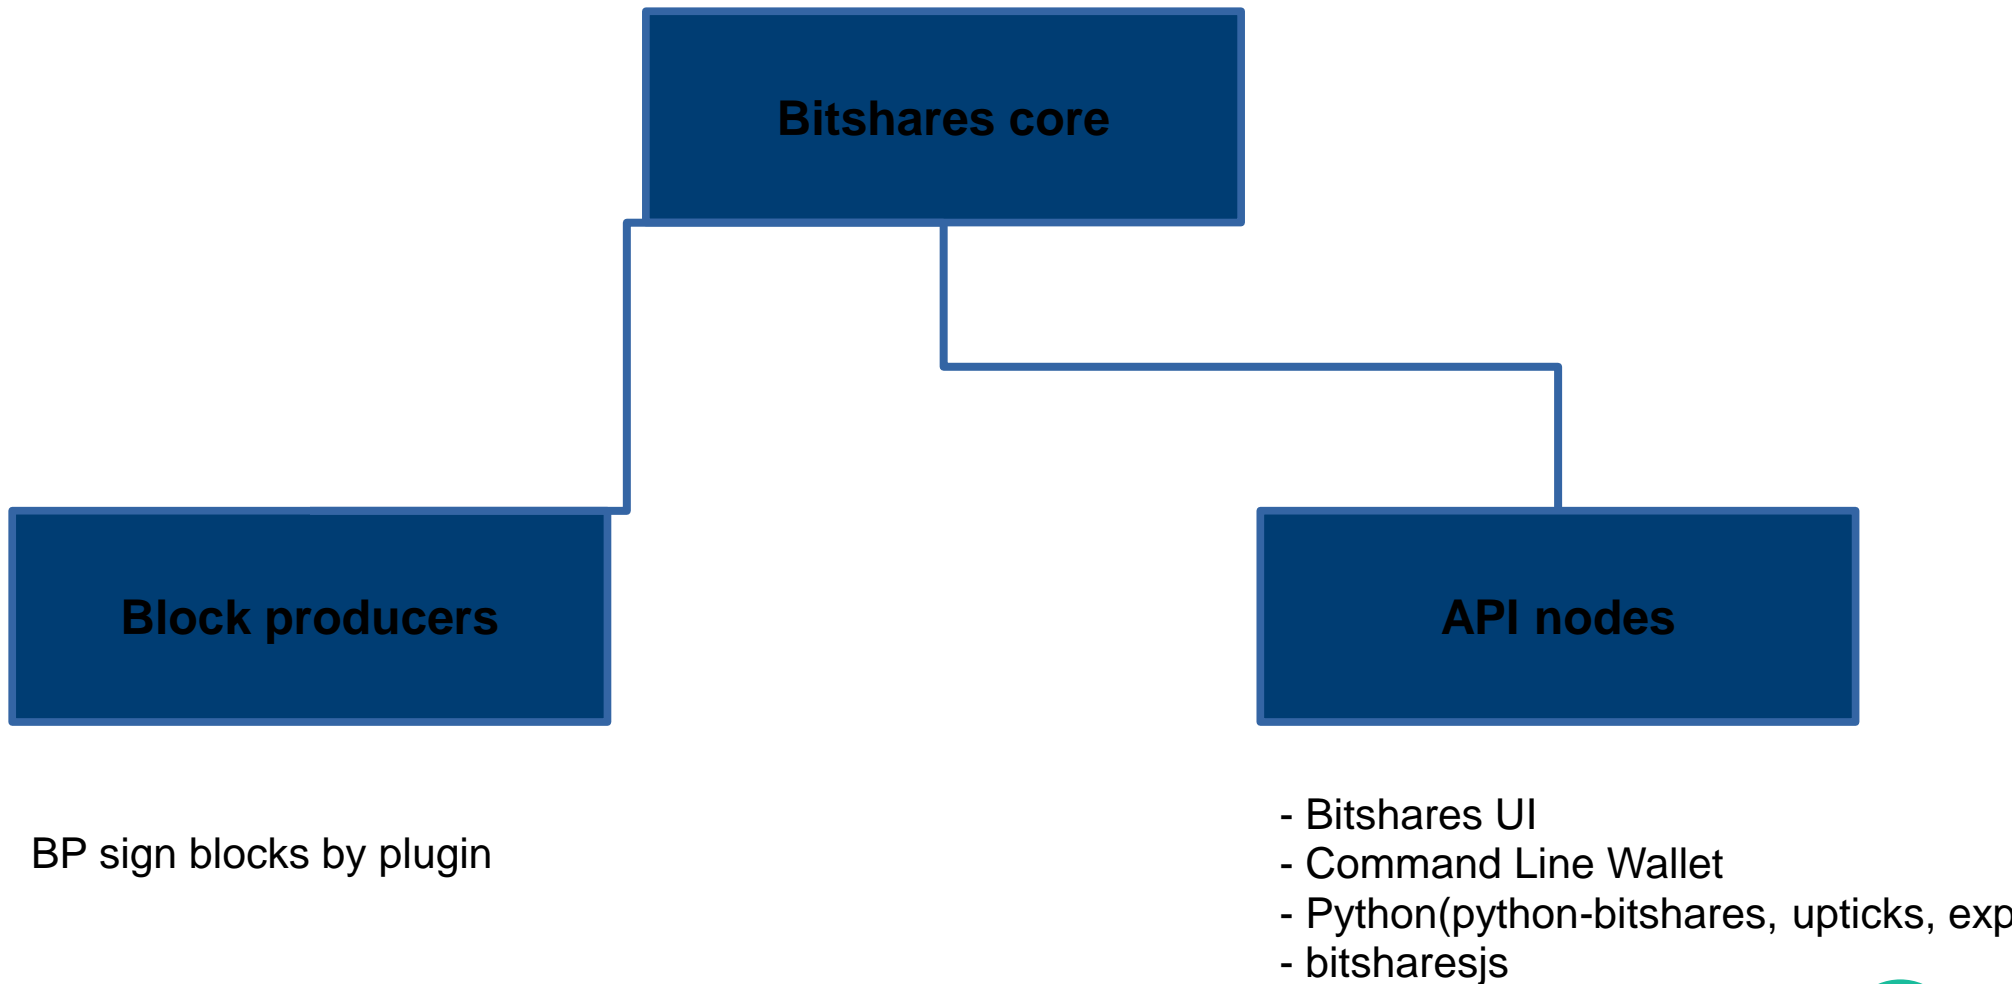 Bitshares core
Block producers
API nodes
BP sign blocks by plugin
- Bitshares UI
- Command Line Wallet
- Python(python-bitshares, upticks, exp
- bitsharesjs